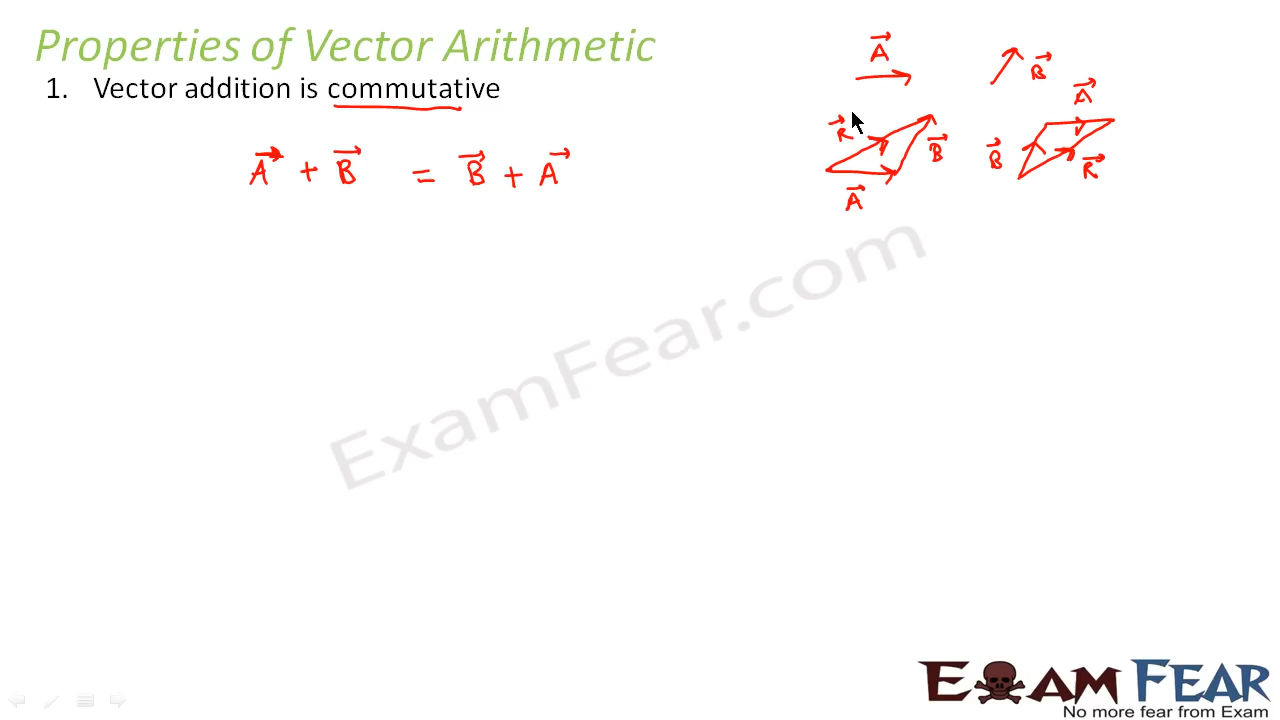 Properties of Vector Arithmetic
1. Vector addition is commutative
A⃗ + B⃗ = B⃗ + A⃗
A⃗
B⃗
A⃗
R⃗
B⃗
B⃗
R⃗
A⃗
ExamFear.com
EXAM FEAR
No more fear from Exam